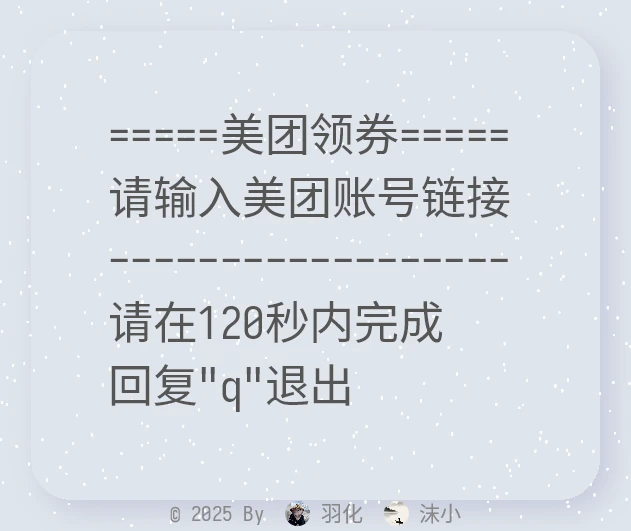 =====美团领券=====
请输入美团账号链接
------------------
请在120秒内完成
回复"q"退出
© 2025 By 羽化 沫小